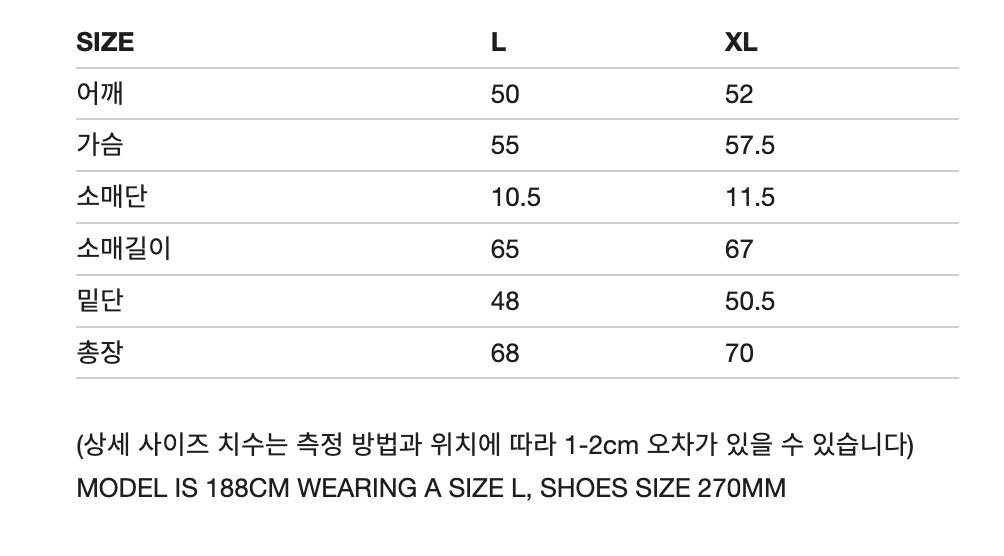 SIZE L XL
어깨 50 52
가슴 55 57.5
소매단 10.5 11.5
소매길이 65 67
밑단 48 50.5
총장 68 70
(상세 사이즈 치수는 측정 방법과 위치에 따라 1-2cm 오차가 있을 수 있습니다)
MODEL IS 188CM WEARING A SIZE L, SHOES SIZE 270MM